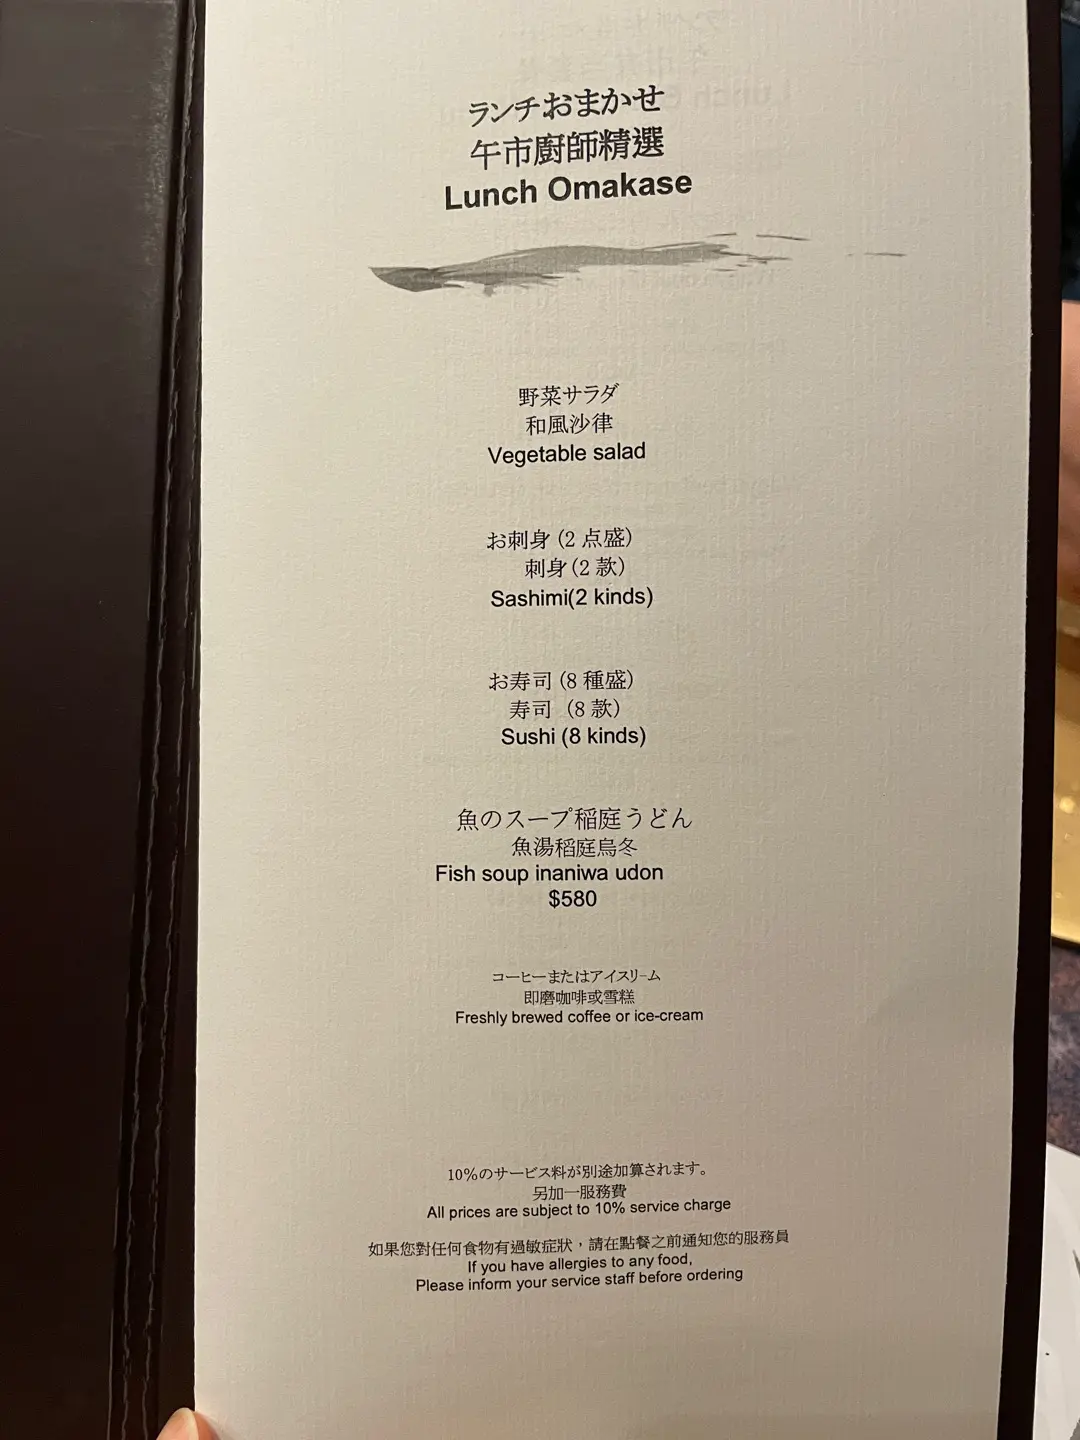 ランチおまかせ
午市廚師精選
Lunch Omakase
野菜サラダ
和風沙律
Vegetable salad
お刺身 (2 点盛)
刺身 (2 款)
Sashimi(2 kinds)
お寿司 (8 種盛)
寿司 (8 款)
Sushi (8 kinds)
魚のスープ稲庭うどん
魚湯稻庭烏冬
Fish soup inaniwa udon
$580
コーヒーまたはアイスリーム
即磨咖啡或雪糕
Freshly brewed coffee or ice-cream
10%のサービス料が別途加算されます。
另加一服務費
All prices are subject to 10% service charge
如果您對任何食物有過敏症狀，請在點餐之前通知您的服務員
If you have allergies to any food,
Please inform your service staff before ordering